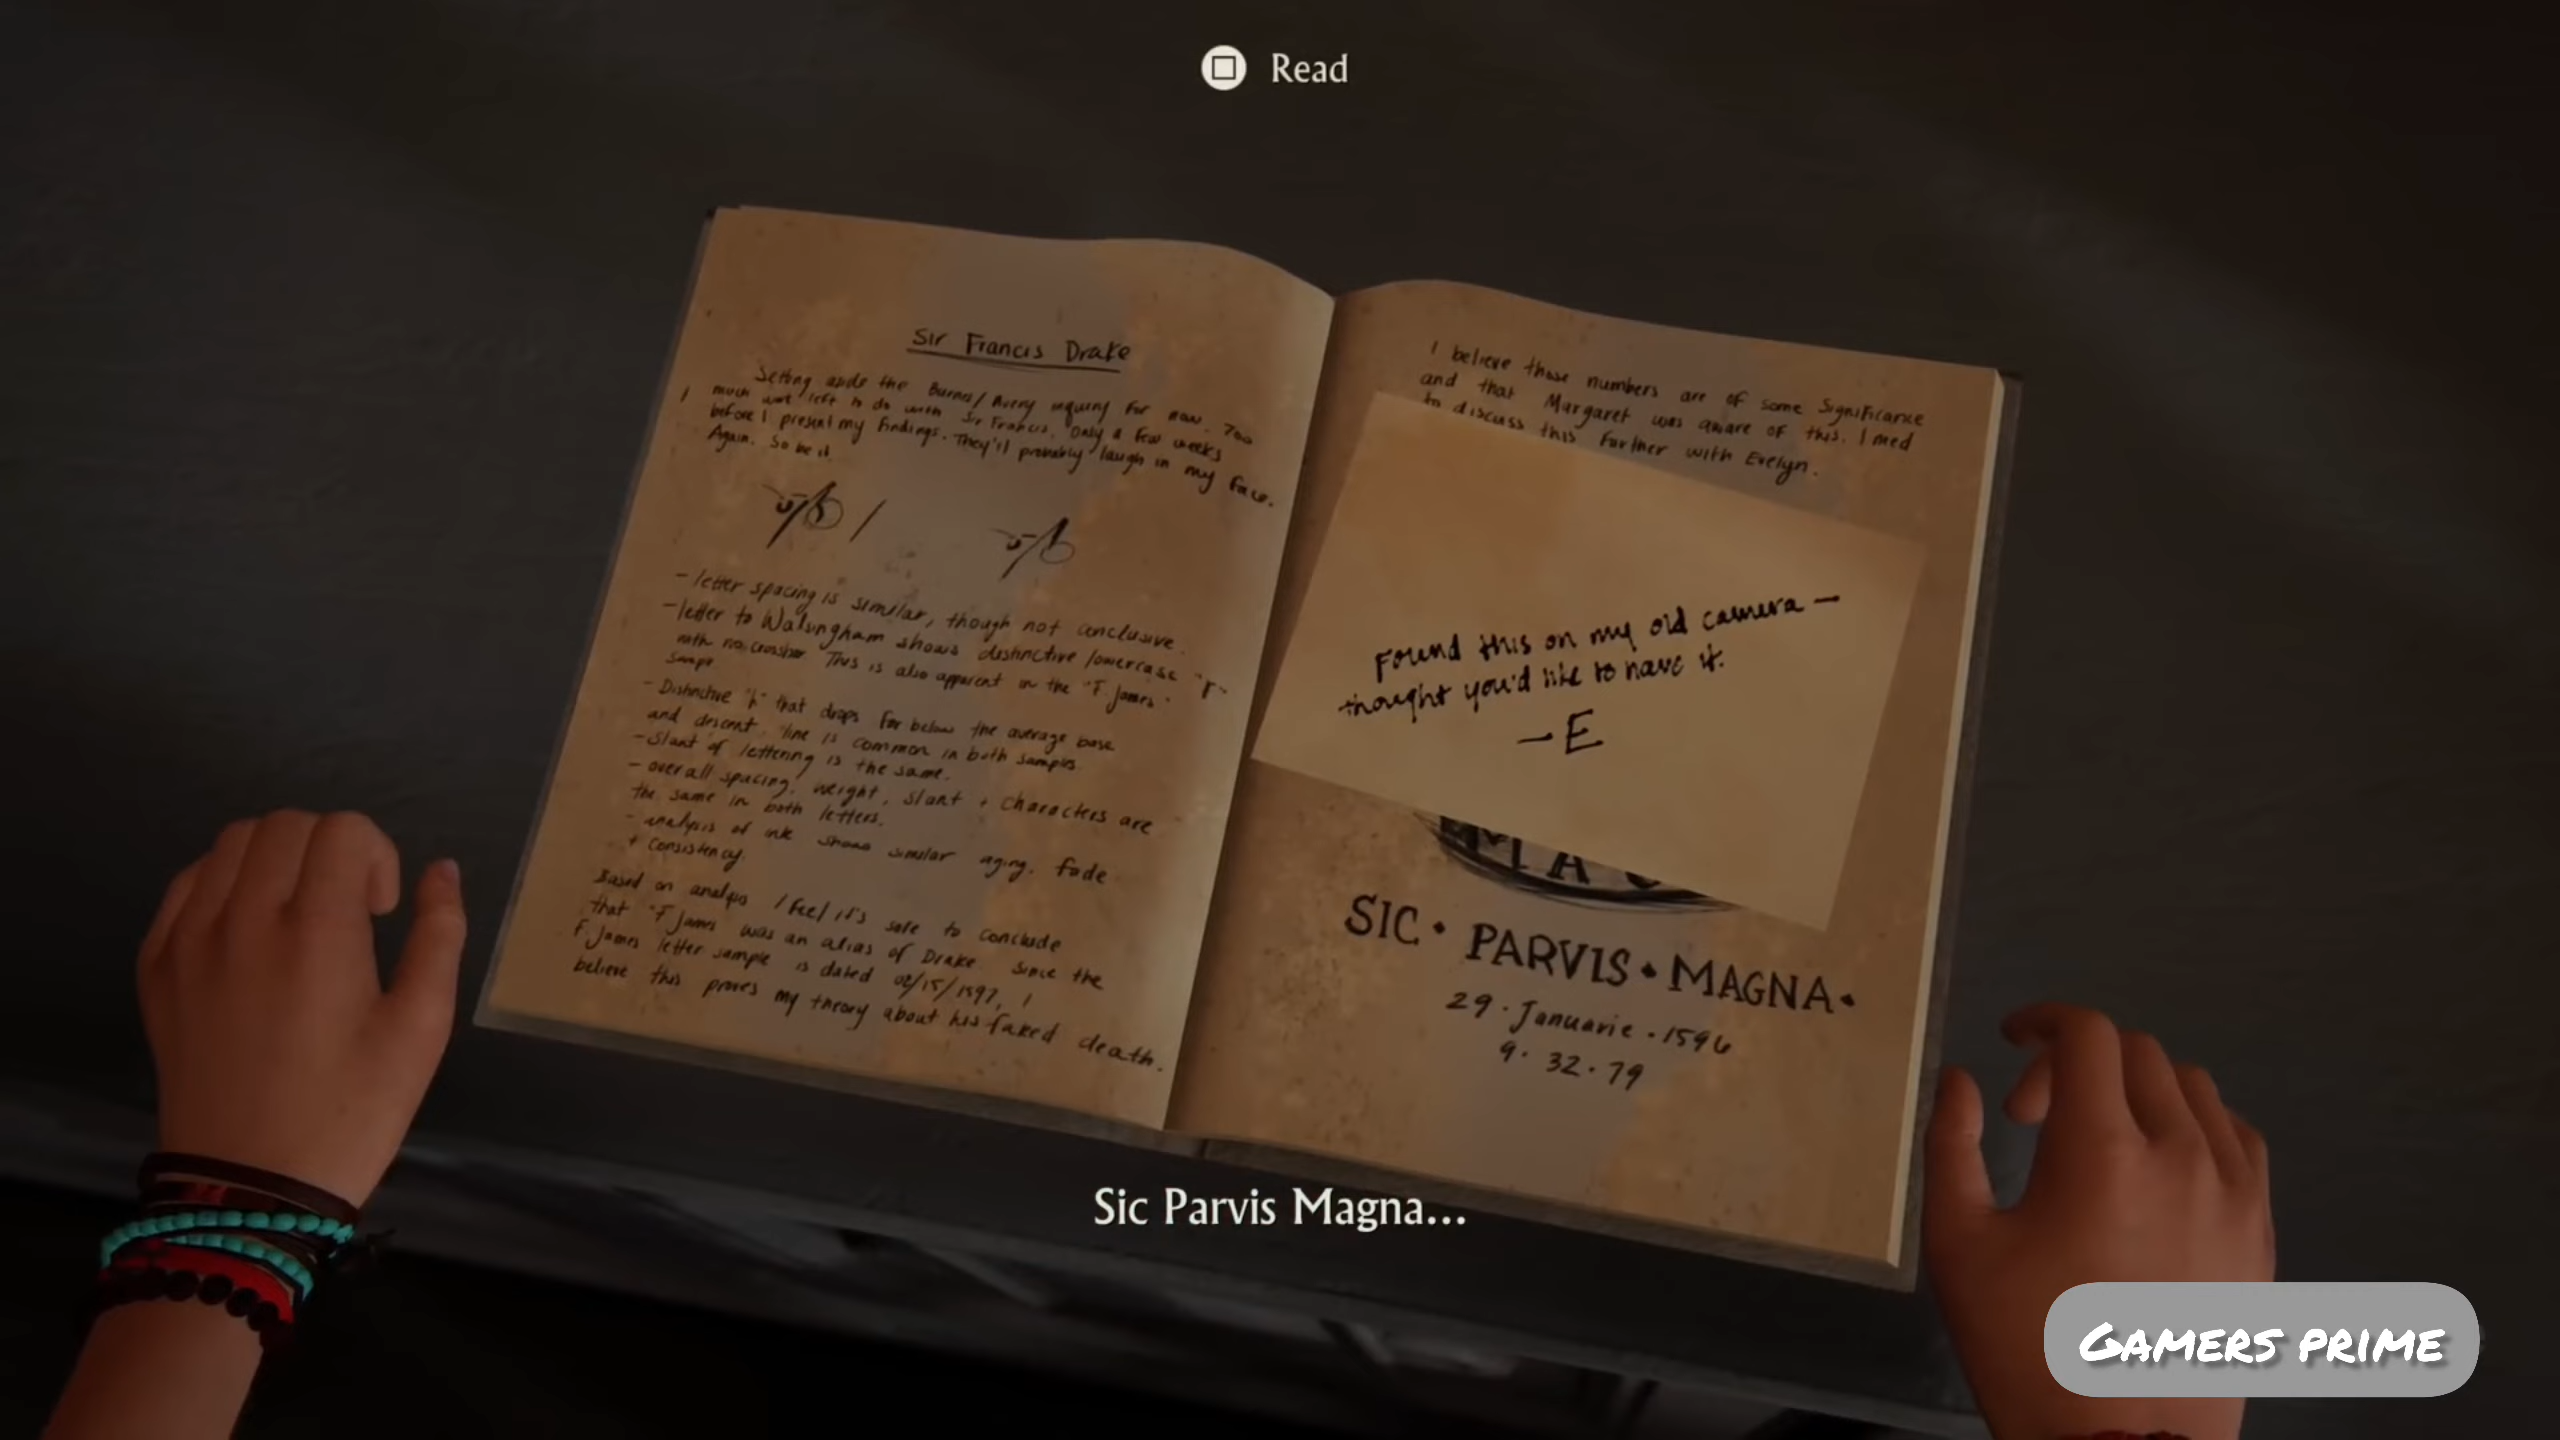 Read
Sir Francis Drake
Setting aside the Burnes/Avery inquiry for now. Too
much work left to do with Sir Francis. Only a few weeks
before I present my findings. They'll probably laugh in my face.
Again. So be it.
- letter spacing is similar, though not conclusive.
- letter to Walsingham shows distinctive lowercase "r"
with no crossbar. This is also apparent in the "F. James"
sample
- Distinctive "h" that drops far below the average base
and descent line is common in both samples.
- Slant of lettering is the same.
- overall spacing, weight, slant + characters are
the same in both letters.
- analysis of ink shows similar aging, fade
+ consistency.
Based on analysis I feel it's safe to conclude
that "F James was an alias of Drake. Since the
F. James letter sample is dated 02/15/1597, I
believe this proves my theory about his faked death.
I believe those numbers are of some significance
and that Margaret was aware of this. I need
to discuss this further with Evelyn.
Found this on my old camera -
thought you'd like to have it.
- E
MAG
SIC • PARVIS • MAGNA •
29 • Januarie • 1596
9 • 32 • 79
Sic Parvis Magna...
GAMERS PRIME